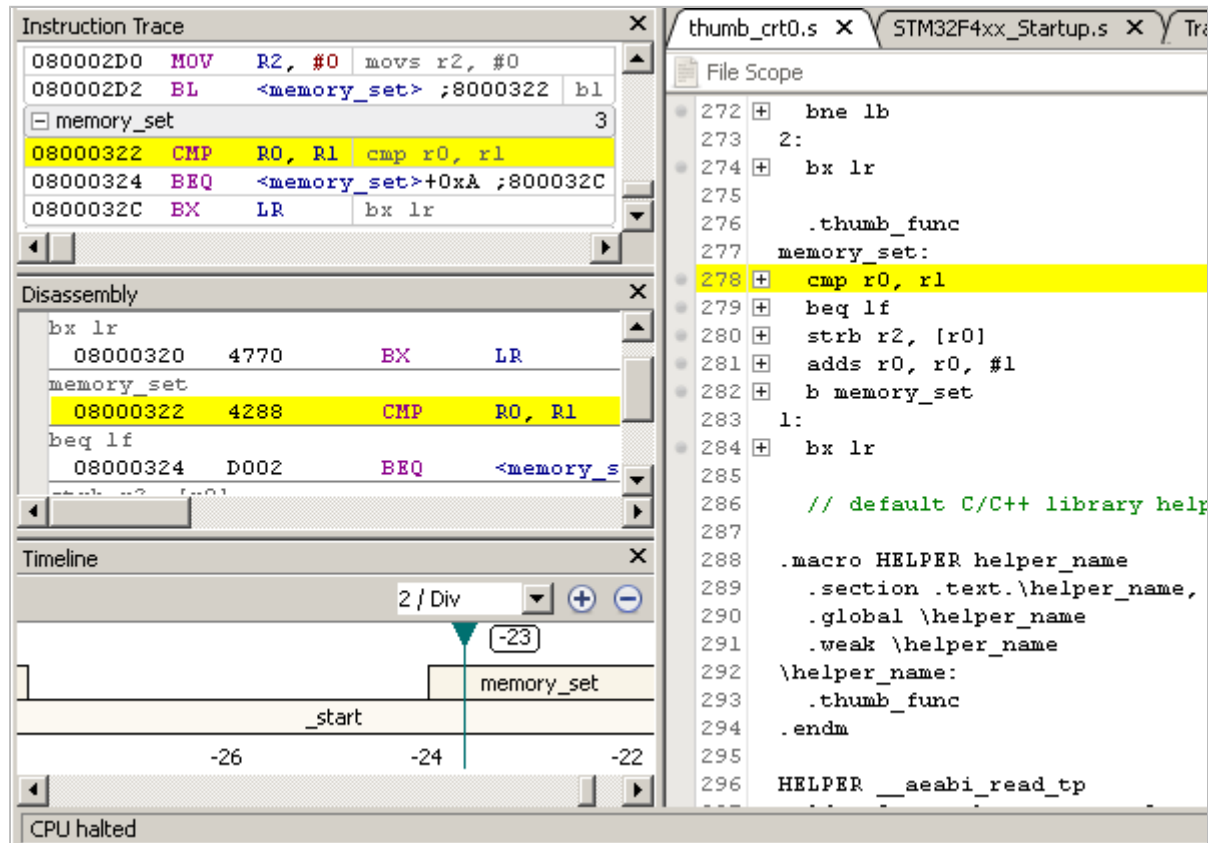 Instruction Trace
080002D0 MOV R2, #0 movs r2, #0
080002D2 BL <memory_set> ;8000322 bl
memory_set 3
08000322 CMP R0, R1 cmp r0, r1
08000324 BEQ <memory_set>+0xA ;800032C
0800032C BX LR bx lr
Disassembly
bx lr
08000320 4770 BX LR
memory_set
08000322 4288 CMP R0, R1
beq 1f
08000324 D002 BEQ <memory_s
Timeline
2 / Div
-23
memory_set
_start
-26 -24 -22
CPU halted
thumb_crt0.s STM32F4xx_Startup.s Tra
File Scope
272 bne 1b
273 2:
274 bx lr
275
276 .thumb_func
277 memory_set:
278 cmp r0, r1
279 beq 1f
280 strb r2, [r0]
281 adds r0, r0, #1
282 b memory_set
283 1:
284 bx lr
285
286 // default C/C++ library help
287
288 .macro HELPER helper_name
289 .section .text.\helper_name,
290 .global \helper_name
291 .weak \helper_name
292 \helper_name:
293 .thumb_func
294 .endm
295
296 HELPER __aeabi_read_tp